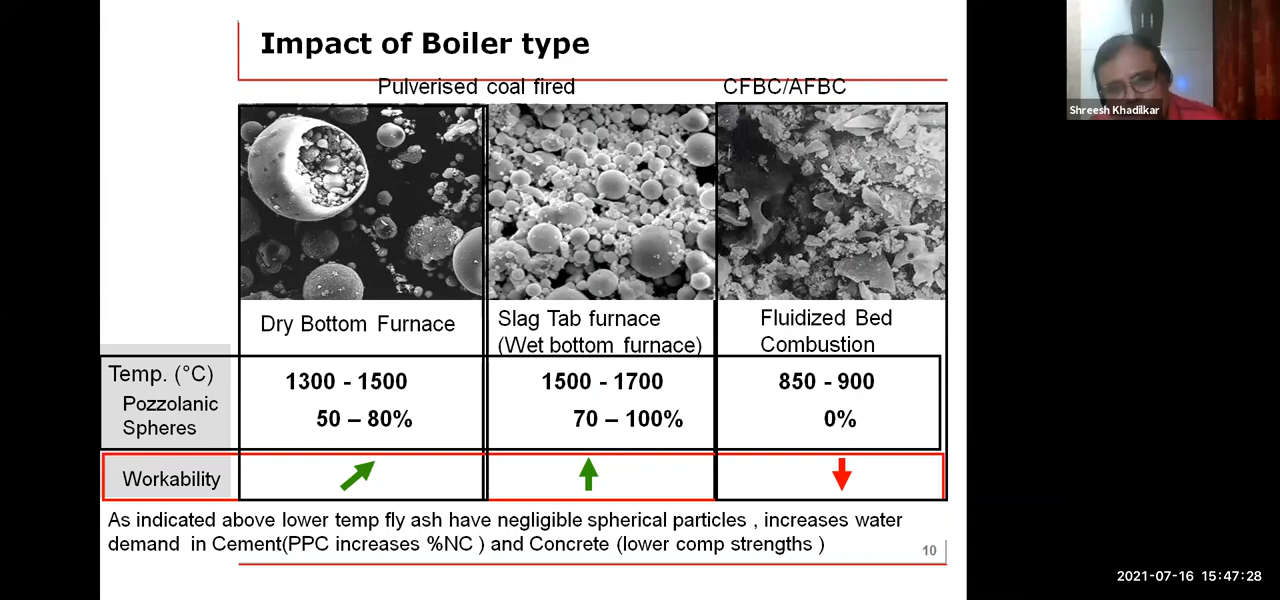 Impact of Boiler type
Pulverised coal fired
CFBC/AFBC
Shreesh Khadilkar
Dry Bottom Furnace
Slag Tab furnace
(Wet bottom furnace)
Fluidized Bed
Combustion
Temp. (°C)
1300 - 1500
1500 - 1700
850 - 900
Pozzolanic
Spheres
50 – 80%
70 – 100%
0%
Workability
As indicated above lower temp fly ash have negligible spherical particles , increases water
demand in Cement(PPC increases %NC ) and Concrete (lower comp strengths )
10
2021-07-16 15:47:28